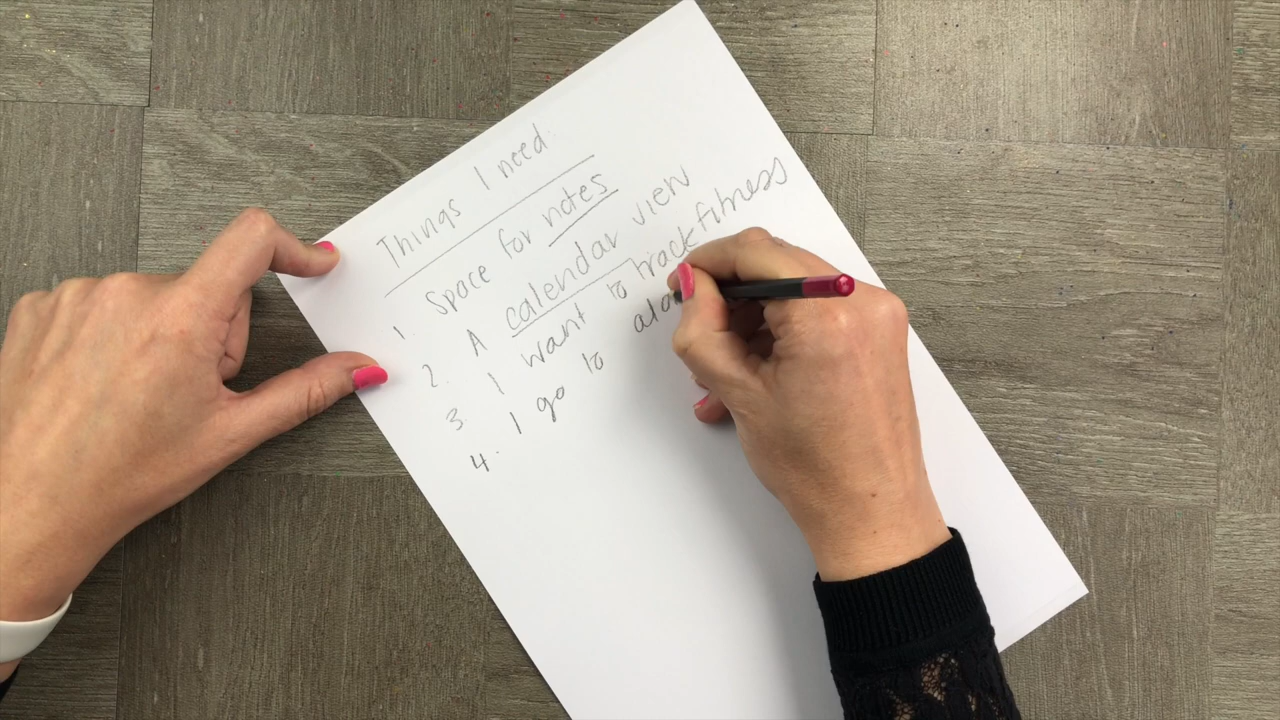 Things I need
1. Space for notes
2. A calendar view
3. I want to track fitness
4. I go to